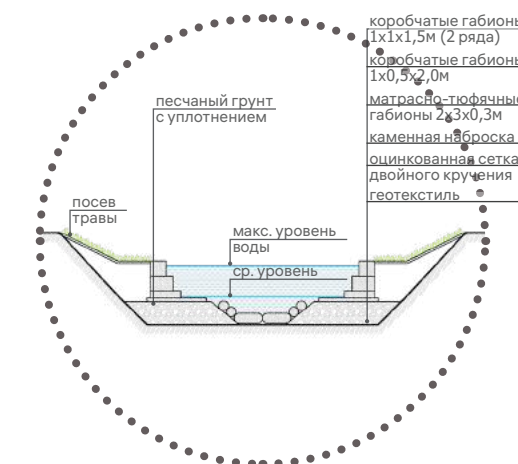 коробчатые габионы
1х1х1,5м (2 ряда)
коробчатые габионы
1х0,5х2,0м
матрасно-тюфячные
габионы 2х3х0,3м
каменная наброска
оцинкованная сетка
двойного кручения
геотекстиль
песчаный грунт
с уплотнением
посев
травы
макс. уровень
воды
ср. уровень